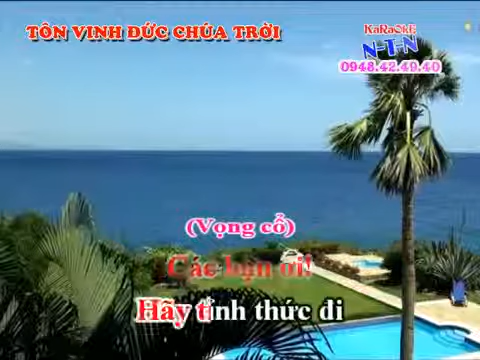 TÔN VINH ĐỨC CHÚA TRỜI
KaRaOkE
N-T-N
0948.42.49.40
(Vọng cổ)
Các bạn ơi!
Hãy tỉnh thức đi